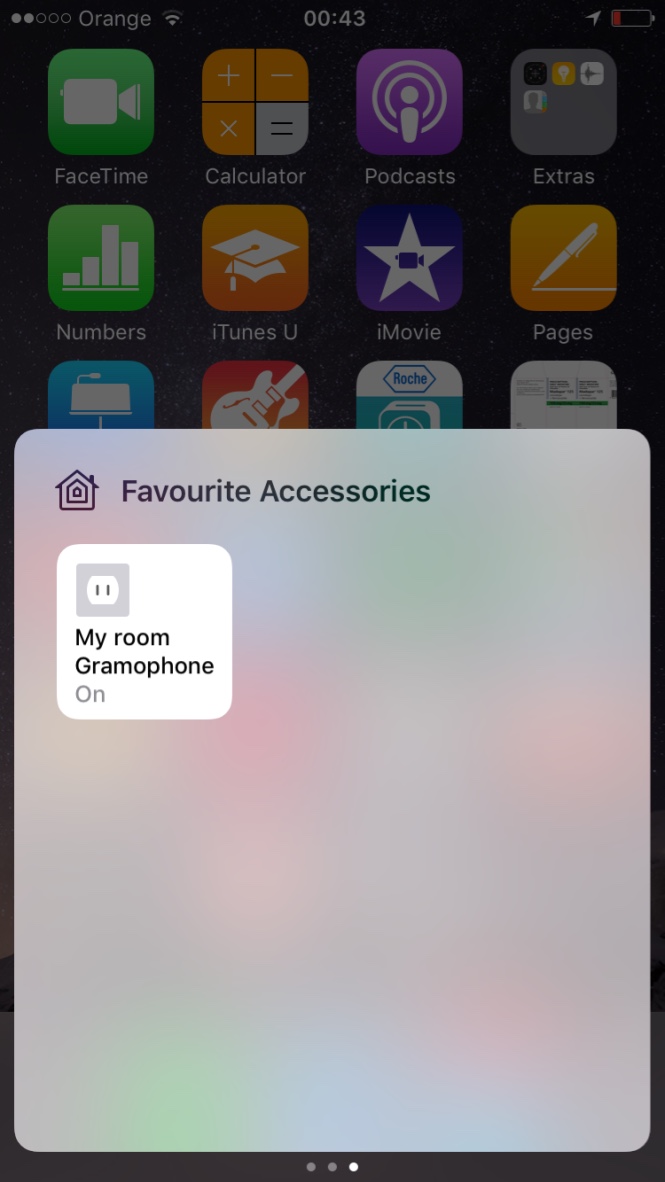 Orange 00:43
FaceTime Calculator Podcasts Extras
Numbers iTunes U iMovie Pages
Roche
Favourite Accessories
My room
Gramophone
On